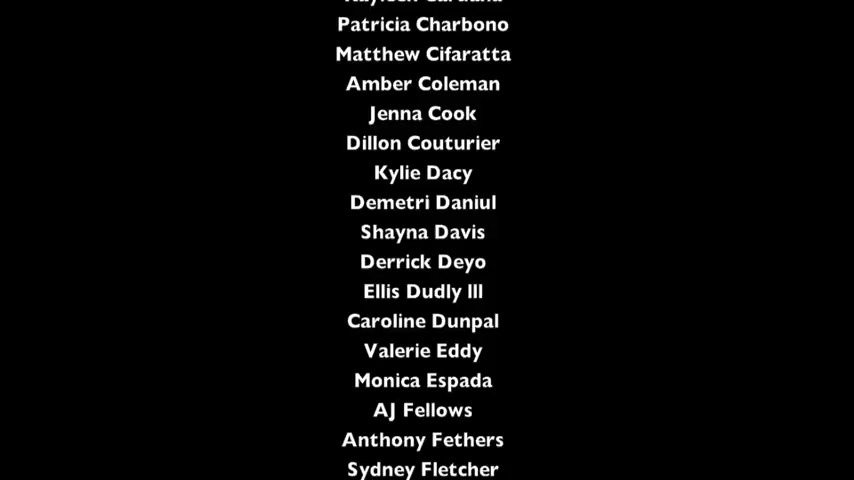 Patricia Charbono
Matthew Cifaratta
Amber Coleman
Jenna Cook
Dillon Couturier
Kylie Dacy
Demetri Daniul
Shayna Davis
Derrick Deyo
Ellis Dudly lll
Caroline Dunpal
Valerie Eddy
Monica Espada
AJ Fellows
Anthony Fethers
Sydney Fletcher